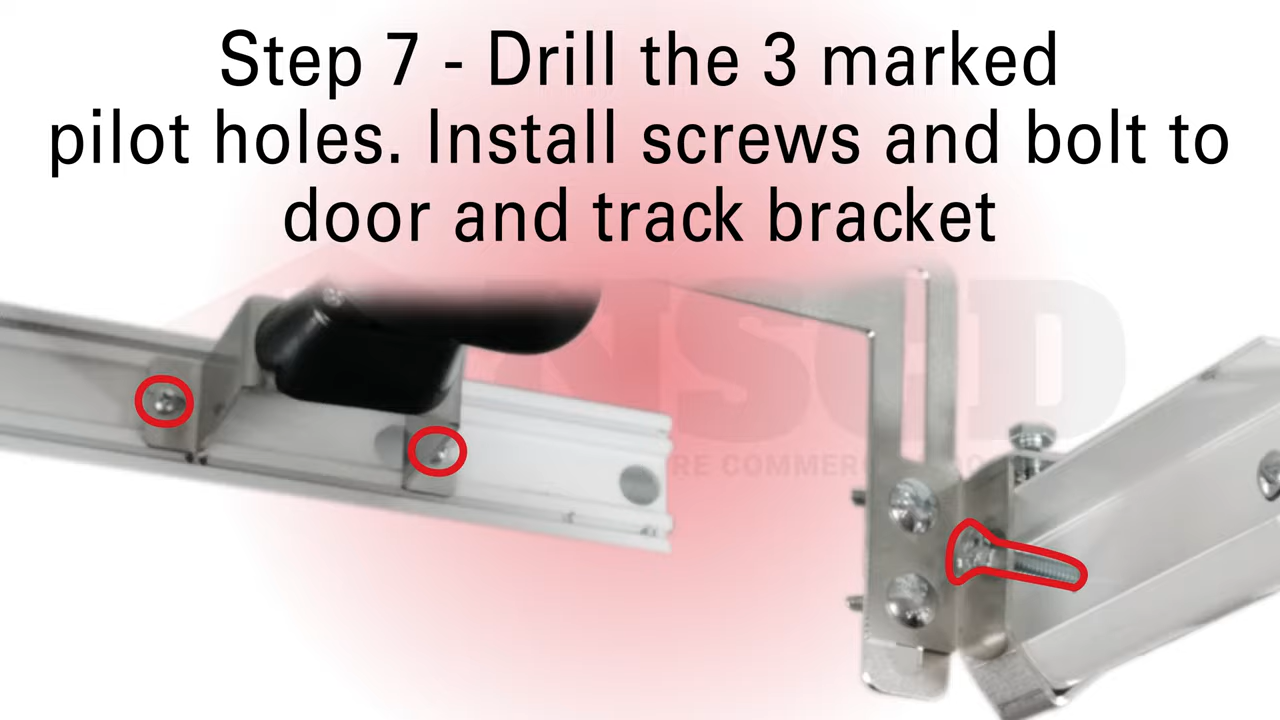 Step 7 - Drill the 3 marked
pilot holes. Install screws and bolt to
door and track bracket